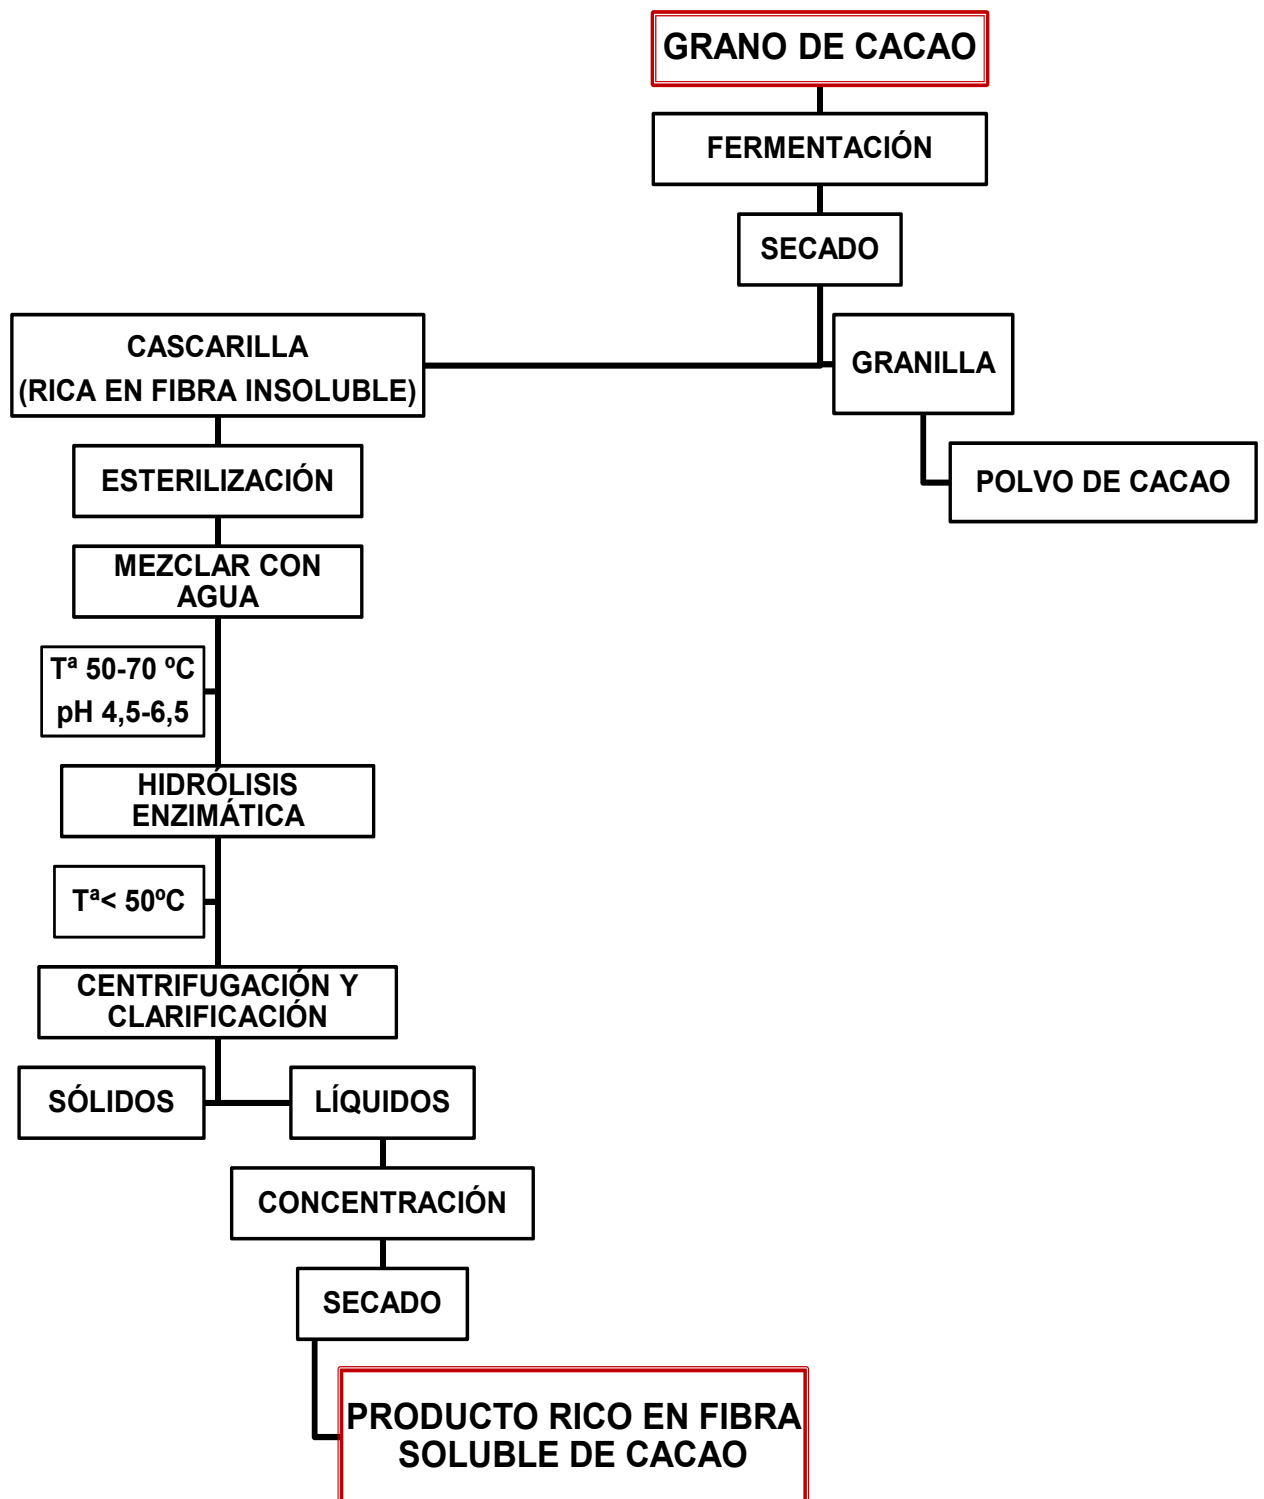 GRANO DE CACAO
FERMENTACIÓN
SECADO
CASCARILLA
(RICA EN FIBRA INSOLUBLE)
GRANILLA
POLVO DE CACAO
ESTERILIZACIÓN
MEZCLAR CON
AGUA
Tª 50-70 ºC
pH 4,5-6,5
HIDRÓLISIS
ENZIMÁTICA
Tª< 50ºC
CENTRIFUGACIÓN Y
CLARIFICACIÓN
SÓLIDOS
LÍQUIDOS
CONCENTRACIÓN
SECADO
PRODUCTO RICO EN FIBRA
SOLUBLE DE CACAO